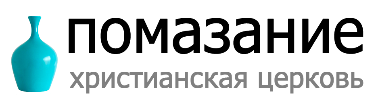 помазание
христианская церковь